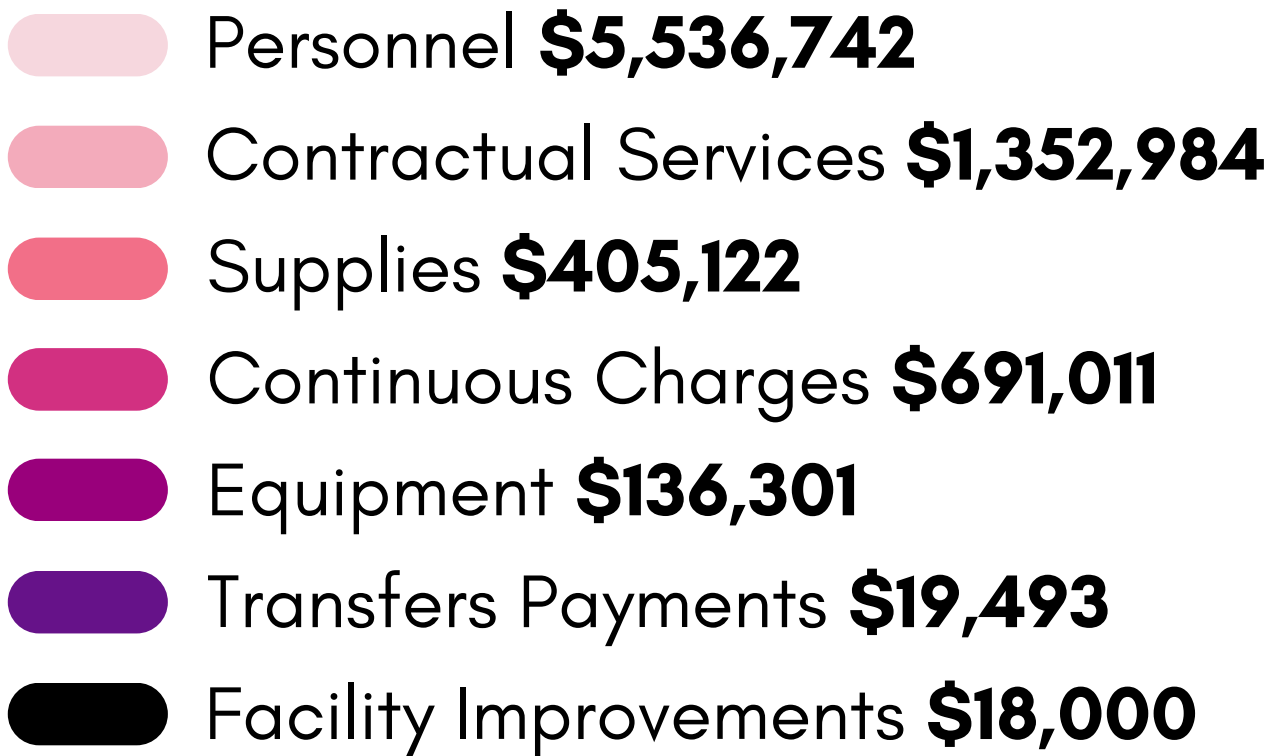 Personnel $5,536,742
Contractual Services $1,352,984
Supplies $405,122
Continuous Charges $691,011
Equipment $136,301
Transfers Payments $19,493
Facility Improvements $18,000